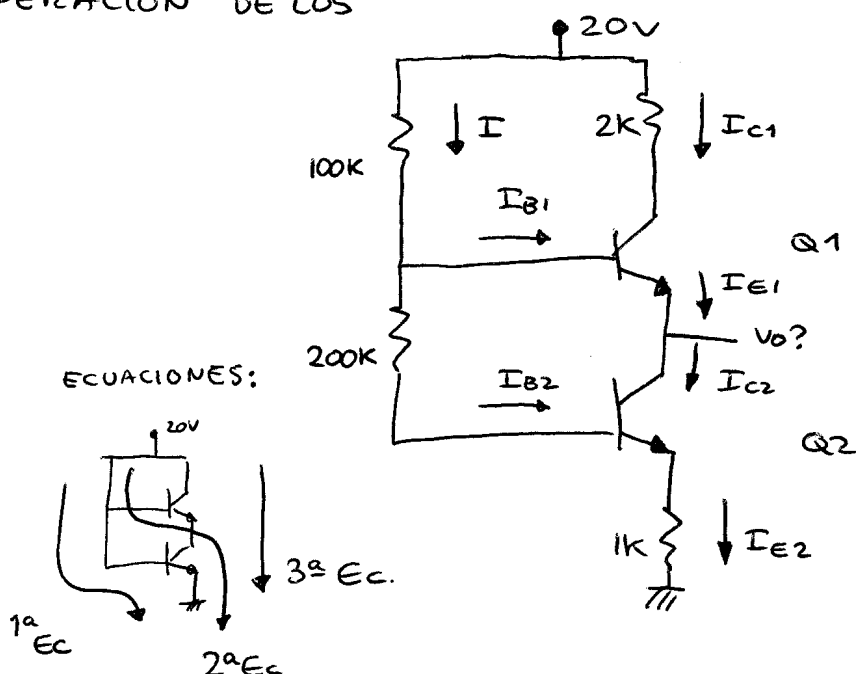 DE LOS
20V
I
2K
IC1
100K
IB1
Q1
IE1
Vo?
200K
IB2
IC2
Q2
1K
IE2
ECUACIONES:
20V
3ª Ec.
1ª
Ec
2ª Ec